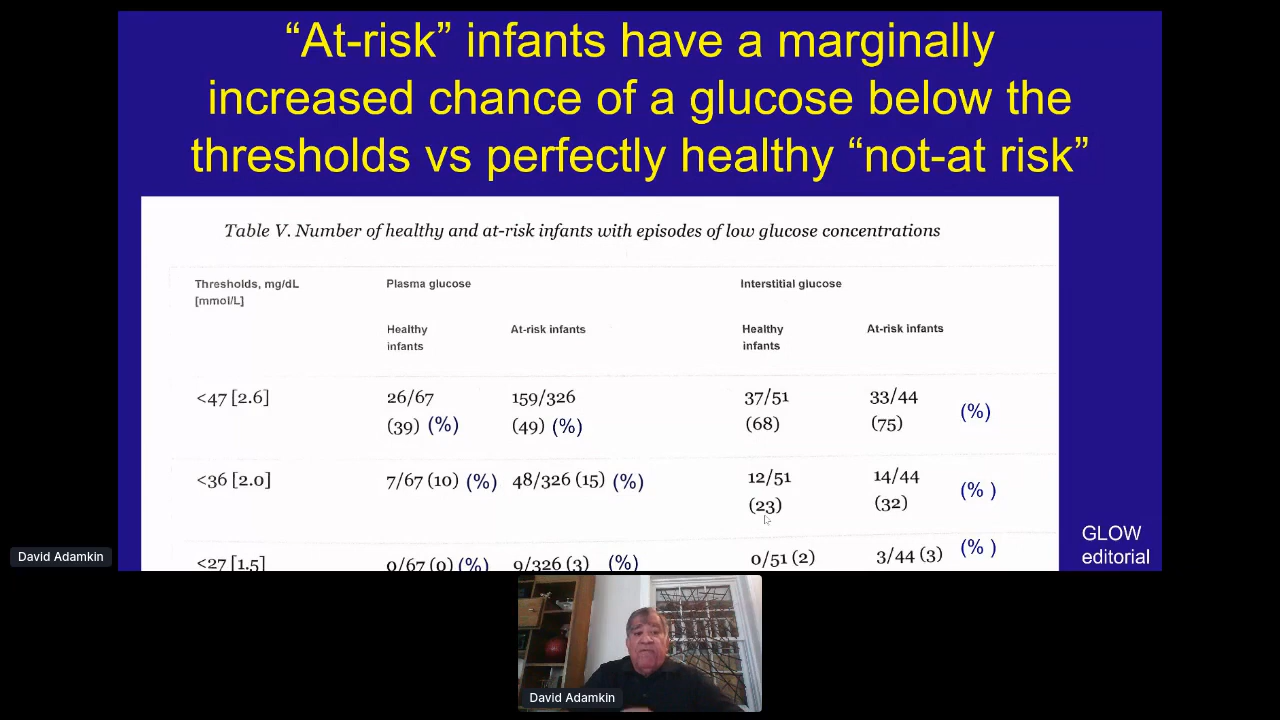 “At-risk” infants have a marginally
increased chance of a glucose below the
thresholds vs perfectly healthy “not-at risk”
Table V. Number of healthy and at-risk infants with episodes of low glucose concentrations
Thresholds, mg/dL
[mmol/L]
Plasma glucose
Interstitial glucose
Healthy
infants
At-risk infants
Healthy
infants
At-risk infants
<47 [2.6]
26/67
(39) (%)
159/326
(49) (%)
37/51
(68)
33/44
(75)
(%)
<36 [2.0]
7/67 (10) (%)
48/326 (15) (%)
12/51
(23)
14/44
(32)
(% )
<27 [1.5]
0/67 (0) (%)
9/326 (3) (%)
0/51 (2)
3/44 (3)
(% )
GLOW
editorial
David Adamkin
David Adamkin